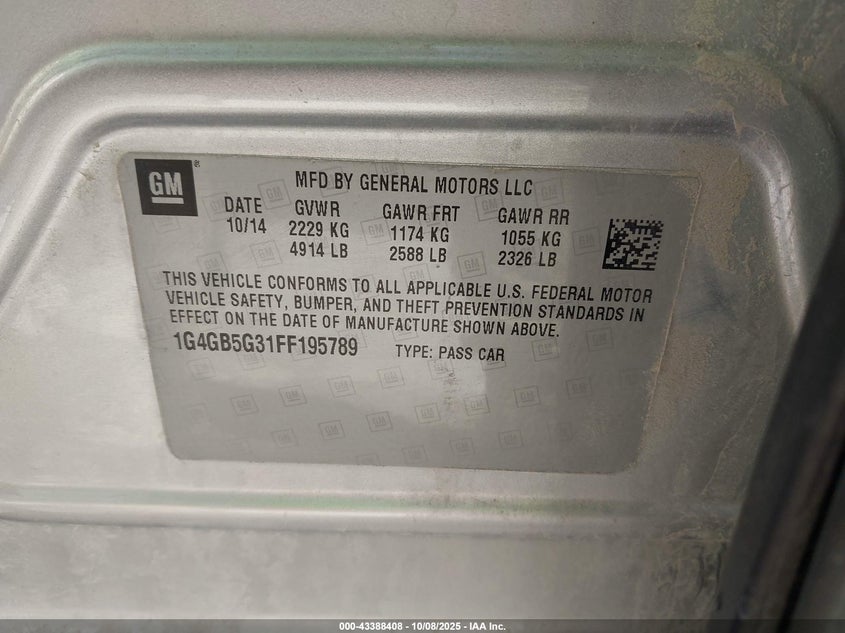 GM ®
MFD BY GENERAL MOTORS LLC
DATE GVWR GAWR FRT GAWR RR
10/14 2229 KG 1174 KG 1055 KG
4914 LB 2588 LB 2326 LB
THIS VEHICLE CONFORMS TO ALL APPLICABLE U.S. FEDERAL MOTOR
VEHICLE SAFETY, BUMPER, AND THEFT PREVENTION STANDARDS IN
EFFECT ON THE DATE OF MANUFACTURE SHOWN ABOVE.
1G4GB5G31FF195789 TYPE: PASS CAR
000-43388408 - 10/08/2025 - IAA Inc.